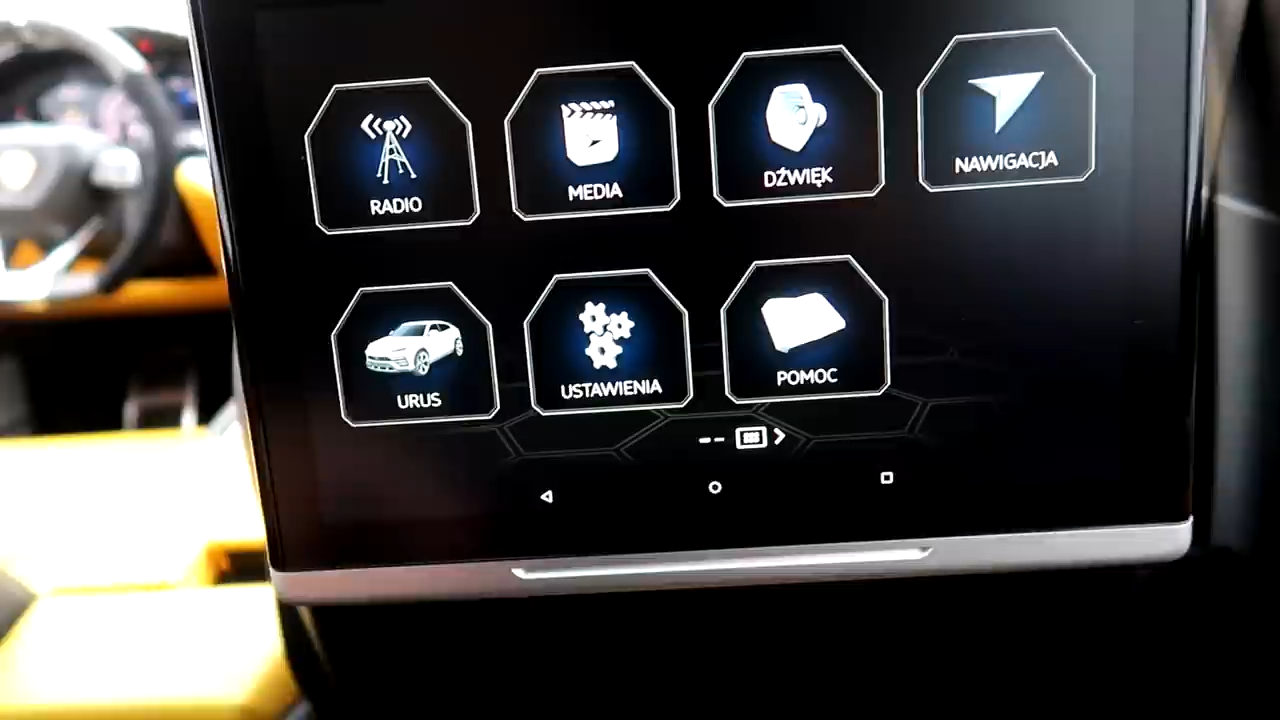 RADIO
MEDIA
DŹWIĘK
NAWIGACJA
URUS
USTAWIENIA
POMOC